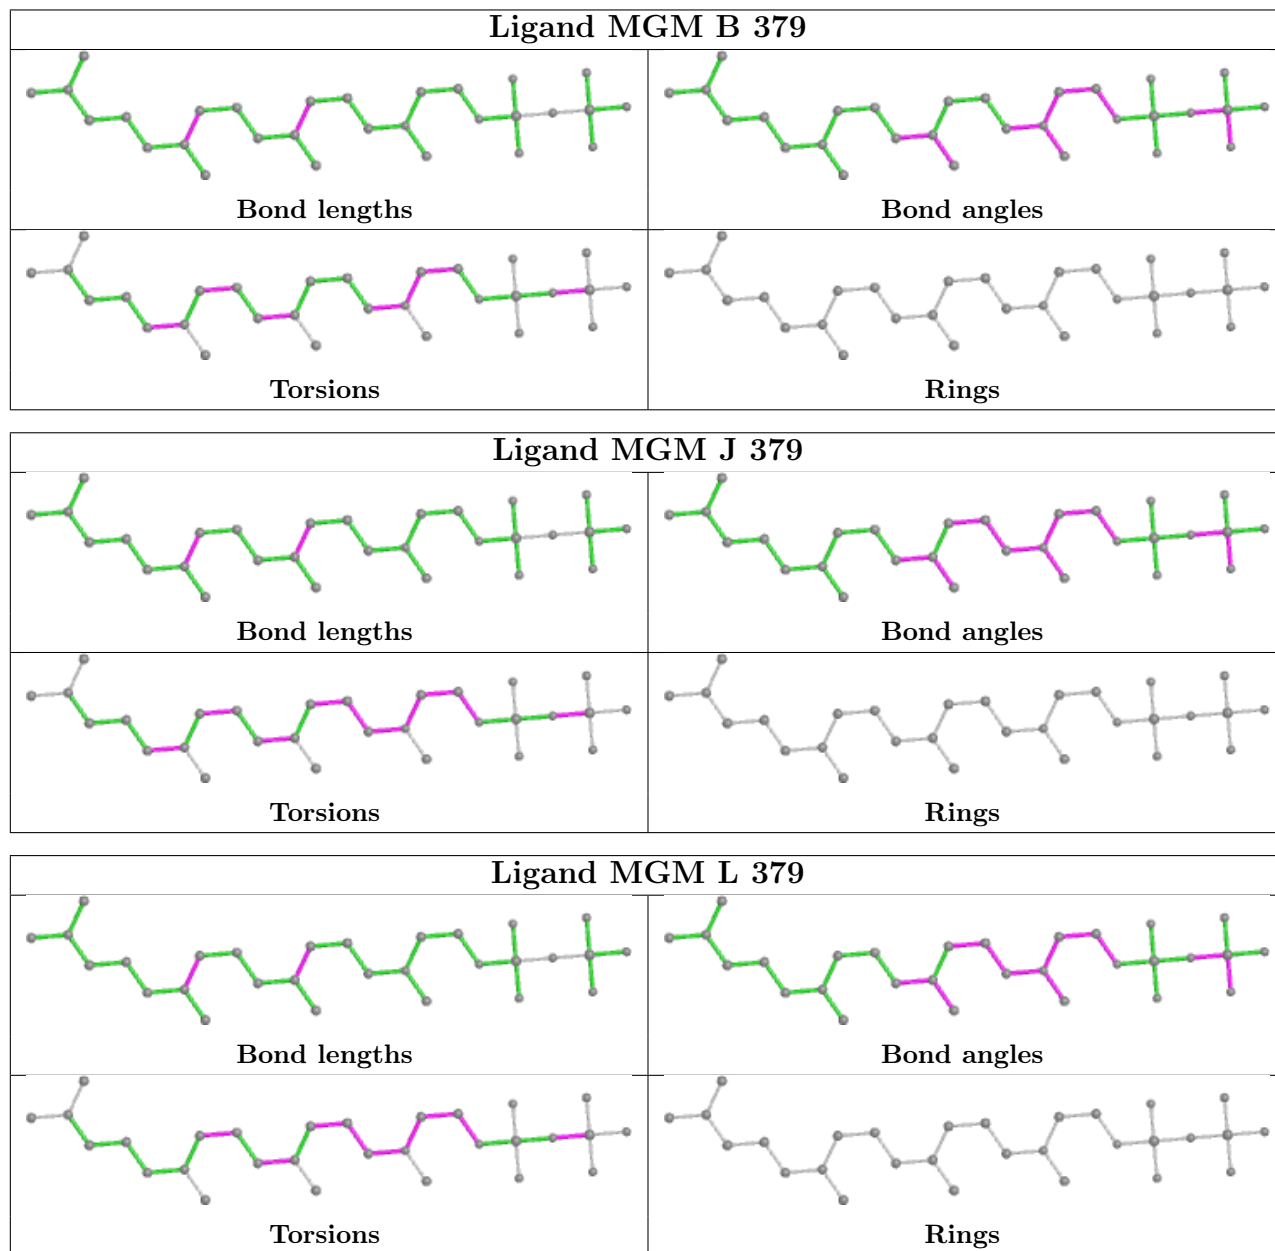 Ligand MGM B 379
Bond lengths
Bond angles
Torsions
Rings
Ligand MGM J 379
Bond lengths
Bond angles
Torsions
Rings
Ligand MGM L 379
Bond lengths
Bond angles
Torsions
Rings